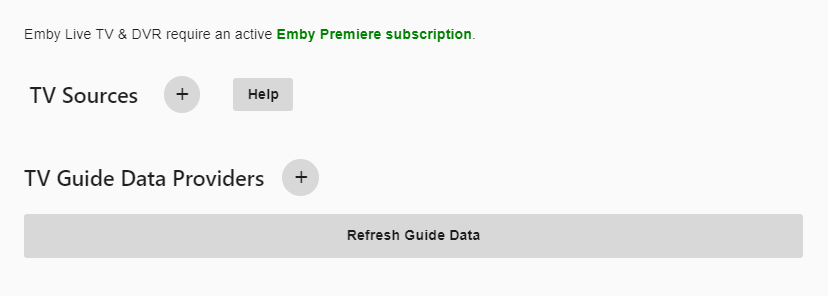 Emby Live TV & DVR require an active Emby Premiere subscription.
TV Sources + Help
TV Guide Data Providers +
Refresh Guide Data